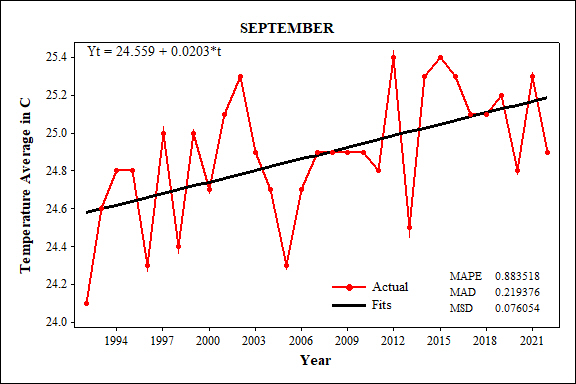 SEPTEMBER
Yt = 24.559 + 0.0203*t
Temperature Average in C
25.4
25.2
25.0
24.8
24.6
24.4
24.2
24.0
Actual
Fits
MAPE 0.883518
MAD 0.219376
MSD 0.076054
1994 1997 2000 2003 2006 2009 2012 2015 2018 2021
Year